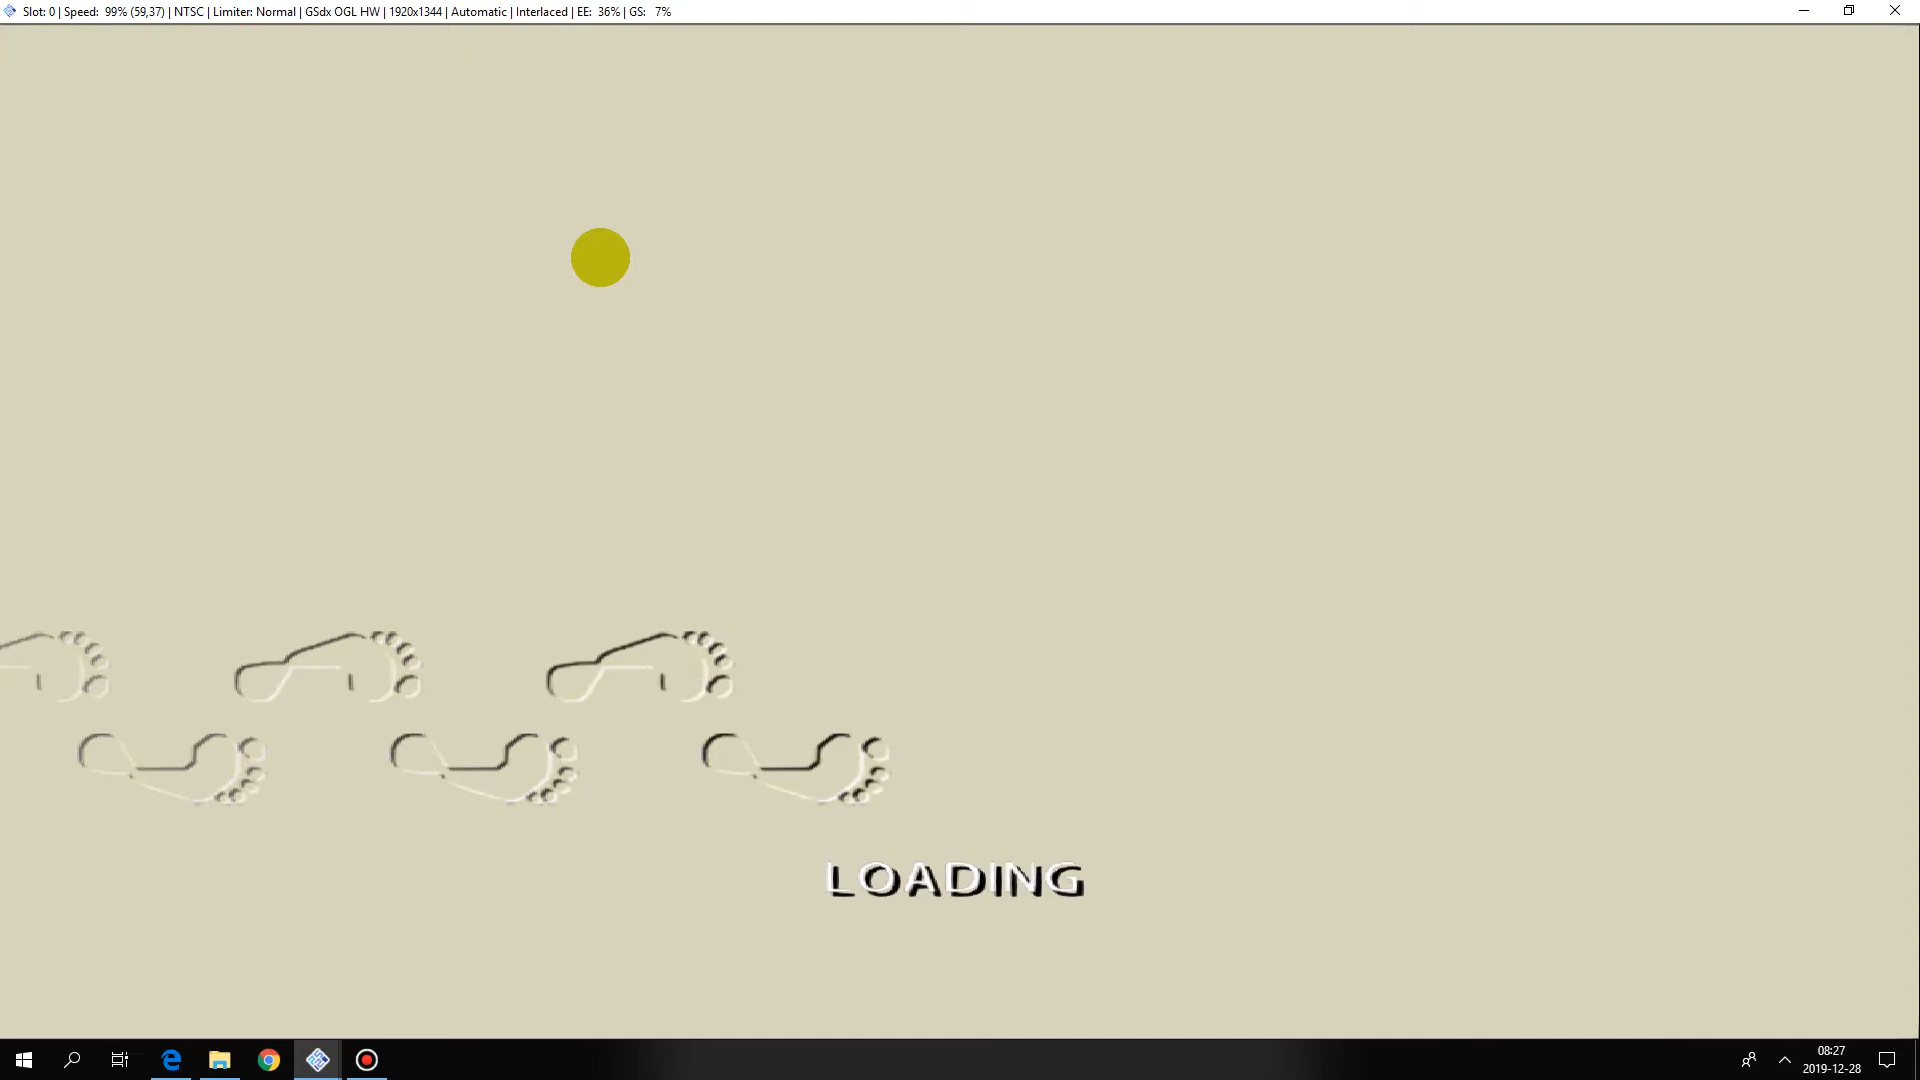 Slot: 0 | Speed: 99% (59,37) | NTSC | Limiter: Normal | GSdx OGL HW | 1920x1344 | Automatic | Interlaced | EE: 36% | GS: 7%
LOADING
08:27
2019-12-28